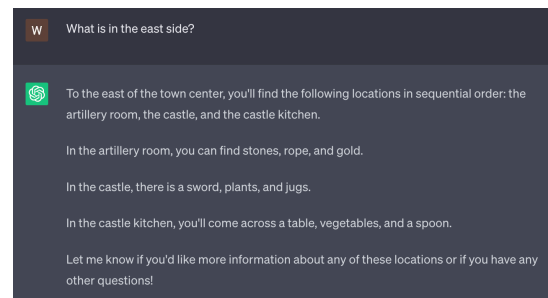 W
What is in the east side?
To the east of the town center, you'll find the following locations in sequential order: the
artillery room, the castle, and the castle kitchen.
In the artillery room, you can find stones, rope, and gold.
In the castle, there is a sword, plants, and jugs.
In the castle kitchen, you'll come across a table, vegetables, and a spoon.
Let me know if you'd like more information about any of these locations or if you have any
other questions!